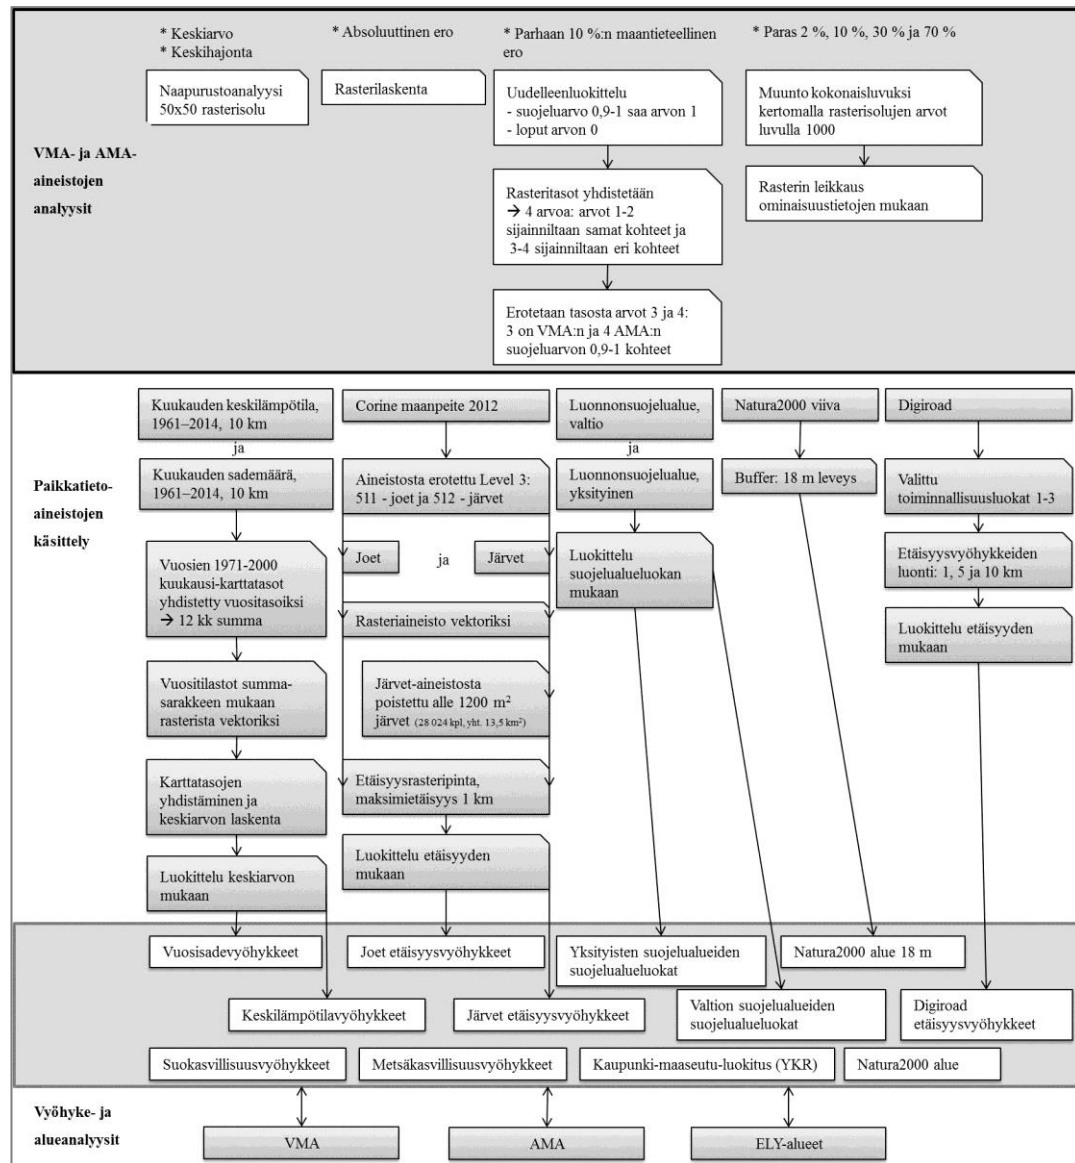 * Keskiarvo
* Keskihajonta
* Absoluuttinen ero
* Parhaan 10 %:n maantieteellinen
ero
* Paras 2 %, 10 %, 30 % ja 70 %
Naapurustoanalyysi
50x50 rasterisolu
Rasterilaskenta
Uudelleenluokittelu
- suojeluarvo 0,9-1 saa arvon 1
- loput arvon 0
Muunto kokonaisluvuksi
kertomalla rasterisolujen arvot
luvulla 1000
VMA- ja AMA-
aineistojen
analyysit
Rasteritasot yhdistetään
→ 4 arvoa: arvot 1-2
sijainniltaan samat kohteet ja
3-4 sijainniltaan eri kohteet
Rasterin leikkaus
ominaisuustietojen mukaan
Erotetaan tasosta arvot 3 ja 4:
3 on VMA:n ja 4 AMA:n
suojeluarvon 0,9-1 kohteet
Paikkatieto-
aineistojen
käsittely
Kuukauden keskilämpötila,
1961–2014, 10 km
ja
Kuukauden sademäärä,
1961–2014, 10 km
Vuosien 1971-2000
kuukausi-karttatasot
yhdistetty vuositasoiksi
→ 12 kk summa
Vuositilastot summa-
sarakkeen mukaan
rasterista vektoriksi
Karttatasojen
yhdistäminen ja
keskiarvon laskenta
Luokittelu keskiarvon
mukaan
Corine maanpeite 2012
Aineistosta erotettu Level 3:
511 - joet ja 512 - järvet
Joet
ja
Järvet
Rasteriaineisto vektoriksi
Järvet-aineistosta
poistettu alle 1200 m²
järvet (28 024 kpl, yht. 13,5 km²)
Etäisyysrasteripinta,
maksimietäisyys 1 km
Luokittelu etäisyyden
mukaan
Luonnonsuojelualue,
valtio
ja
Luonnonsuojelualue,
yksityinen
Luokittelu
suojelualueluokan
mukaan
Natura2000 viiva
Buffer: 18 m leveys
Digiroad
Valittu
toiminnallisuusluokat 1-3
Etäisyysvyöhykkeiden
luonti: 1, 5 ja 10 km
Luokittelu etäisyyden
mukaan
Vuosisadevyöhykkeet
Joet etäisyysvyöhykkeet
Yksityisten suojelualueiden
suojelualueluokat
Natura2000 alue 18 m
Keskilämpötilavyöhykkeet
Järvet etäisyysvyöhykkeet
Valtion suojelualueiden
suojelualueluokat
Digiroad
etäisyysvyöhykkeet
Suokasvillisuusvyöhykkeet
Metsäkasvillisuusvyöhykkeet
Kaupunki-maaseutu-luokitus (YKR)
Natura2000 alue
Vyöhyke- ja
alueanalyysit
VMA
AMA
ELY-alueet